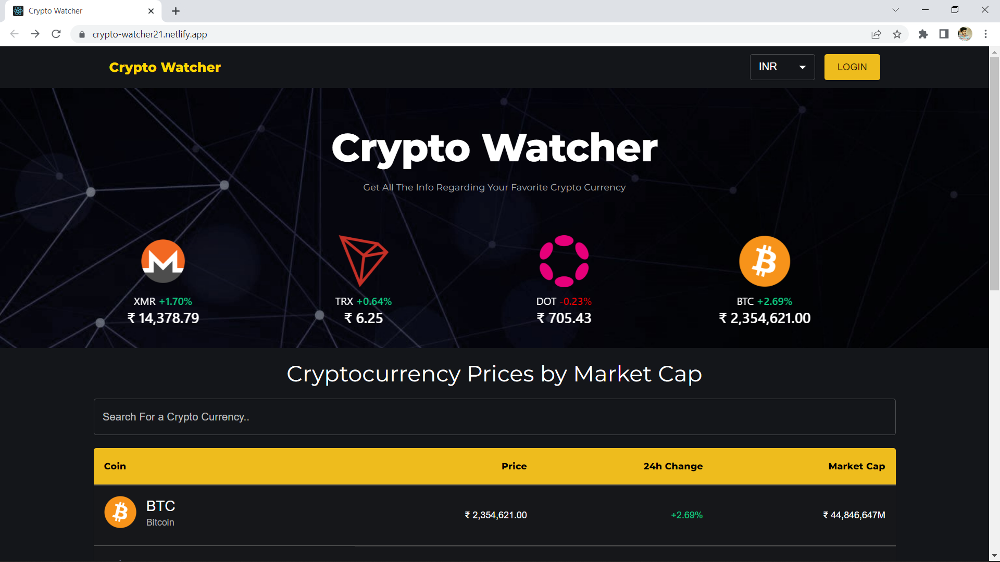 Crypto Watcher
crypto-watcher21.netlify.app
Crypto Watcher
INR
LOGIN
Crypto Watcher
Get All The Info Regarding Your Favorite Crypto Currency
XMR +1.70%
₹ 14,378.79
TRX +0.64%
₹ 6.25
DOT -0.23%
₹ 705.43
BTC +2.69%
₹ 2,354,621.00
Cryptocurrency Prices by Market Cap
Search For a Crypto Currency..
Coin Price 24h Change Market Cap
BTC
Bitcoin
₹ 2,354,621.00 +2.69% ₹ 44,846,647M